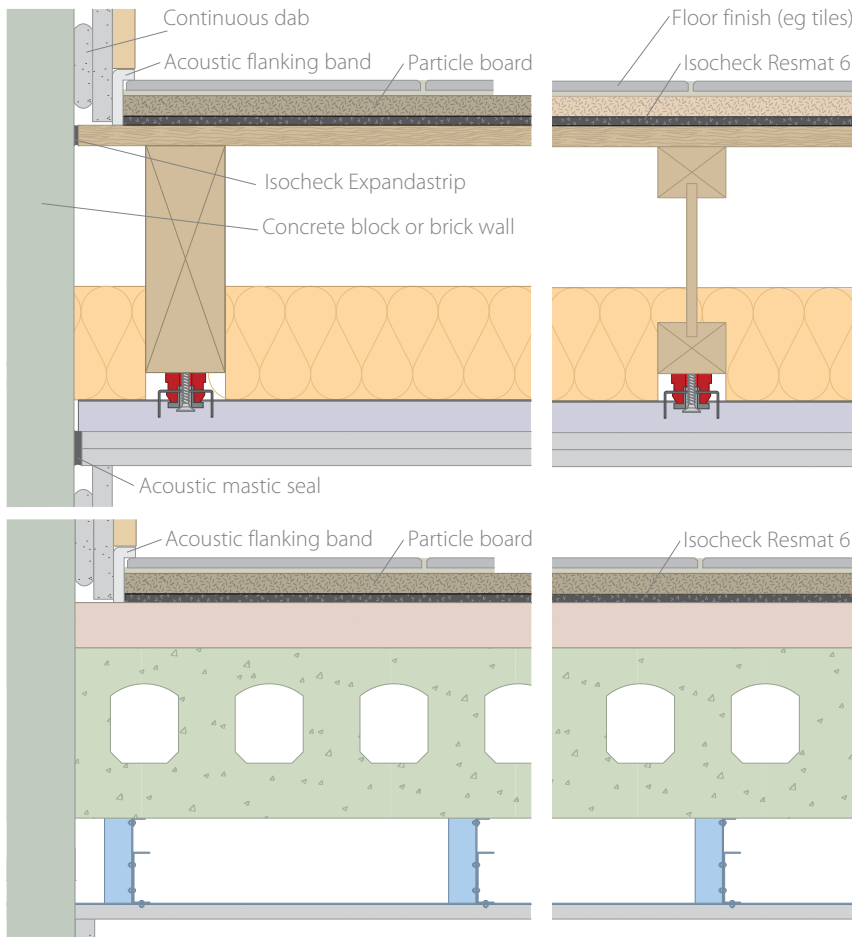 Continuous dab
Floor finish (eg tiles)
Acoustic flanking band
Particle board
Isocheck Resmat 6
Isocheck Expandastrip
Concrete block or brick wall
Acoustic mastic seal
Acoustic flanking band
Particle board
Isocheck Resmat 6